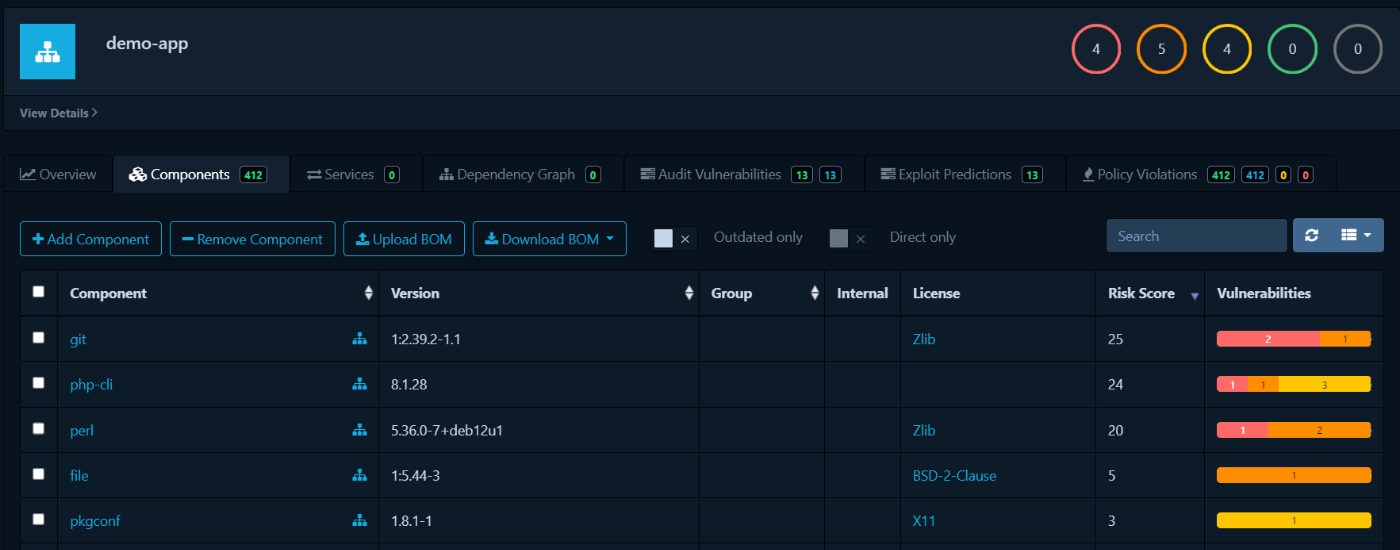 demo-app
4 5 4 0 0
View Details
Overview Components 412 Services 0 Dependency Graph 0 Audit Vulnerabilities 13 13 Exploit Predictions 13 Policy Violations 412 412 0 0
Add Component Remove Component Upload BOM Download BOM Outdated only Direct only Search
Component Version Group Internal License Risk Score Vulnerabilities
git 1:2.39.2-1.1 Zlib 25 2 1
php-cli 8.1.28 24 1 1 3
perl 5.36.0-7+deb12u1 Zlib 20 1 2
file 1:5.44-3 BSD-2-Clause 5 1
pkgconf 1.8.1-1 X11 3 1